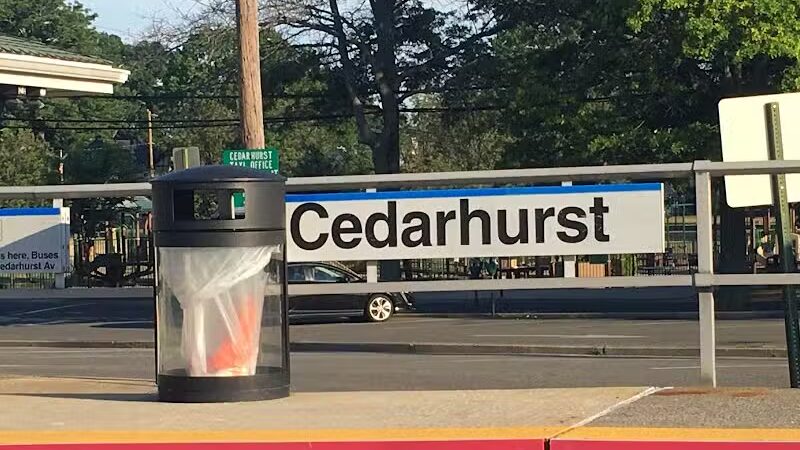 CEDARHURST
TAXI OFFICE
Cedarhurst
s here, Buses
edarhurst Av